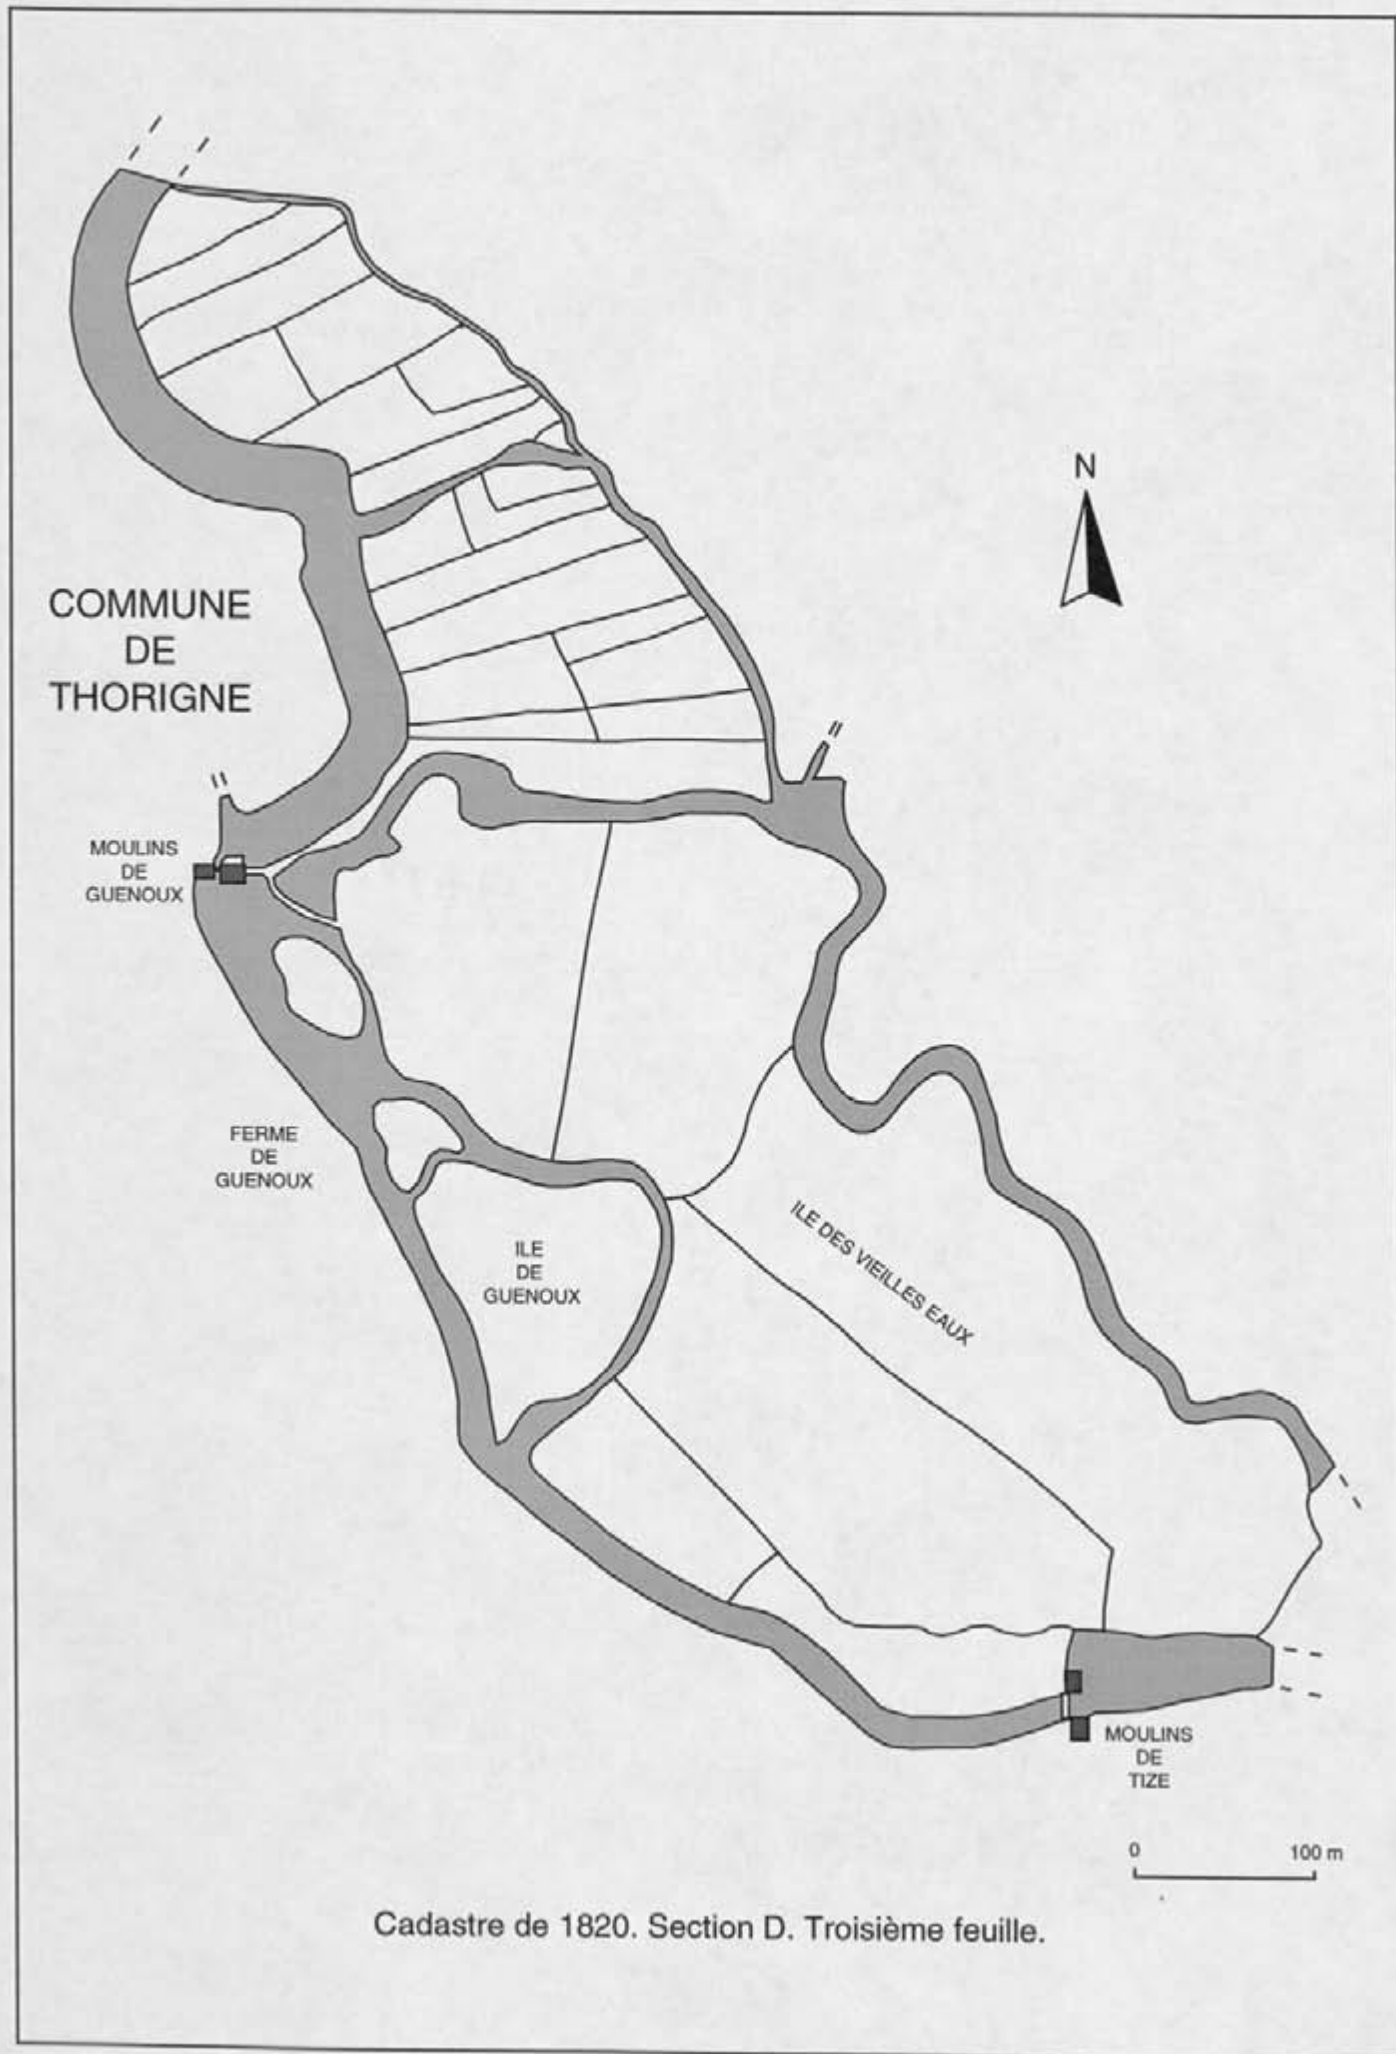 N
COMMUNE
DE
THORIGNE
MOULINS
DE
GUENOUX
FERME
DE
GUENOUX
ILE
DE
GUENOUX
ILE DES VIEILLES EAUX
MOULINS
DE
TIZE
0 100 m
Cadastre de 1820. Section D. Troisième feuille.